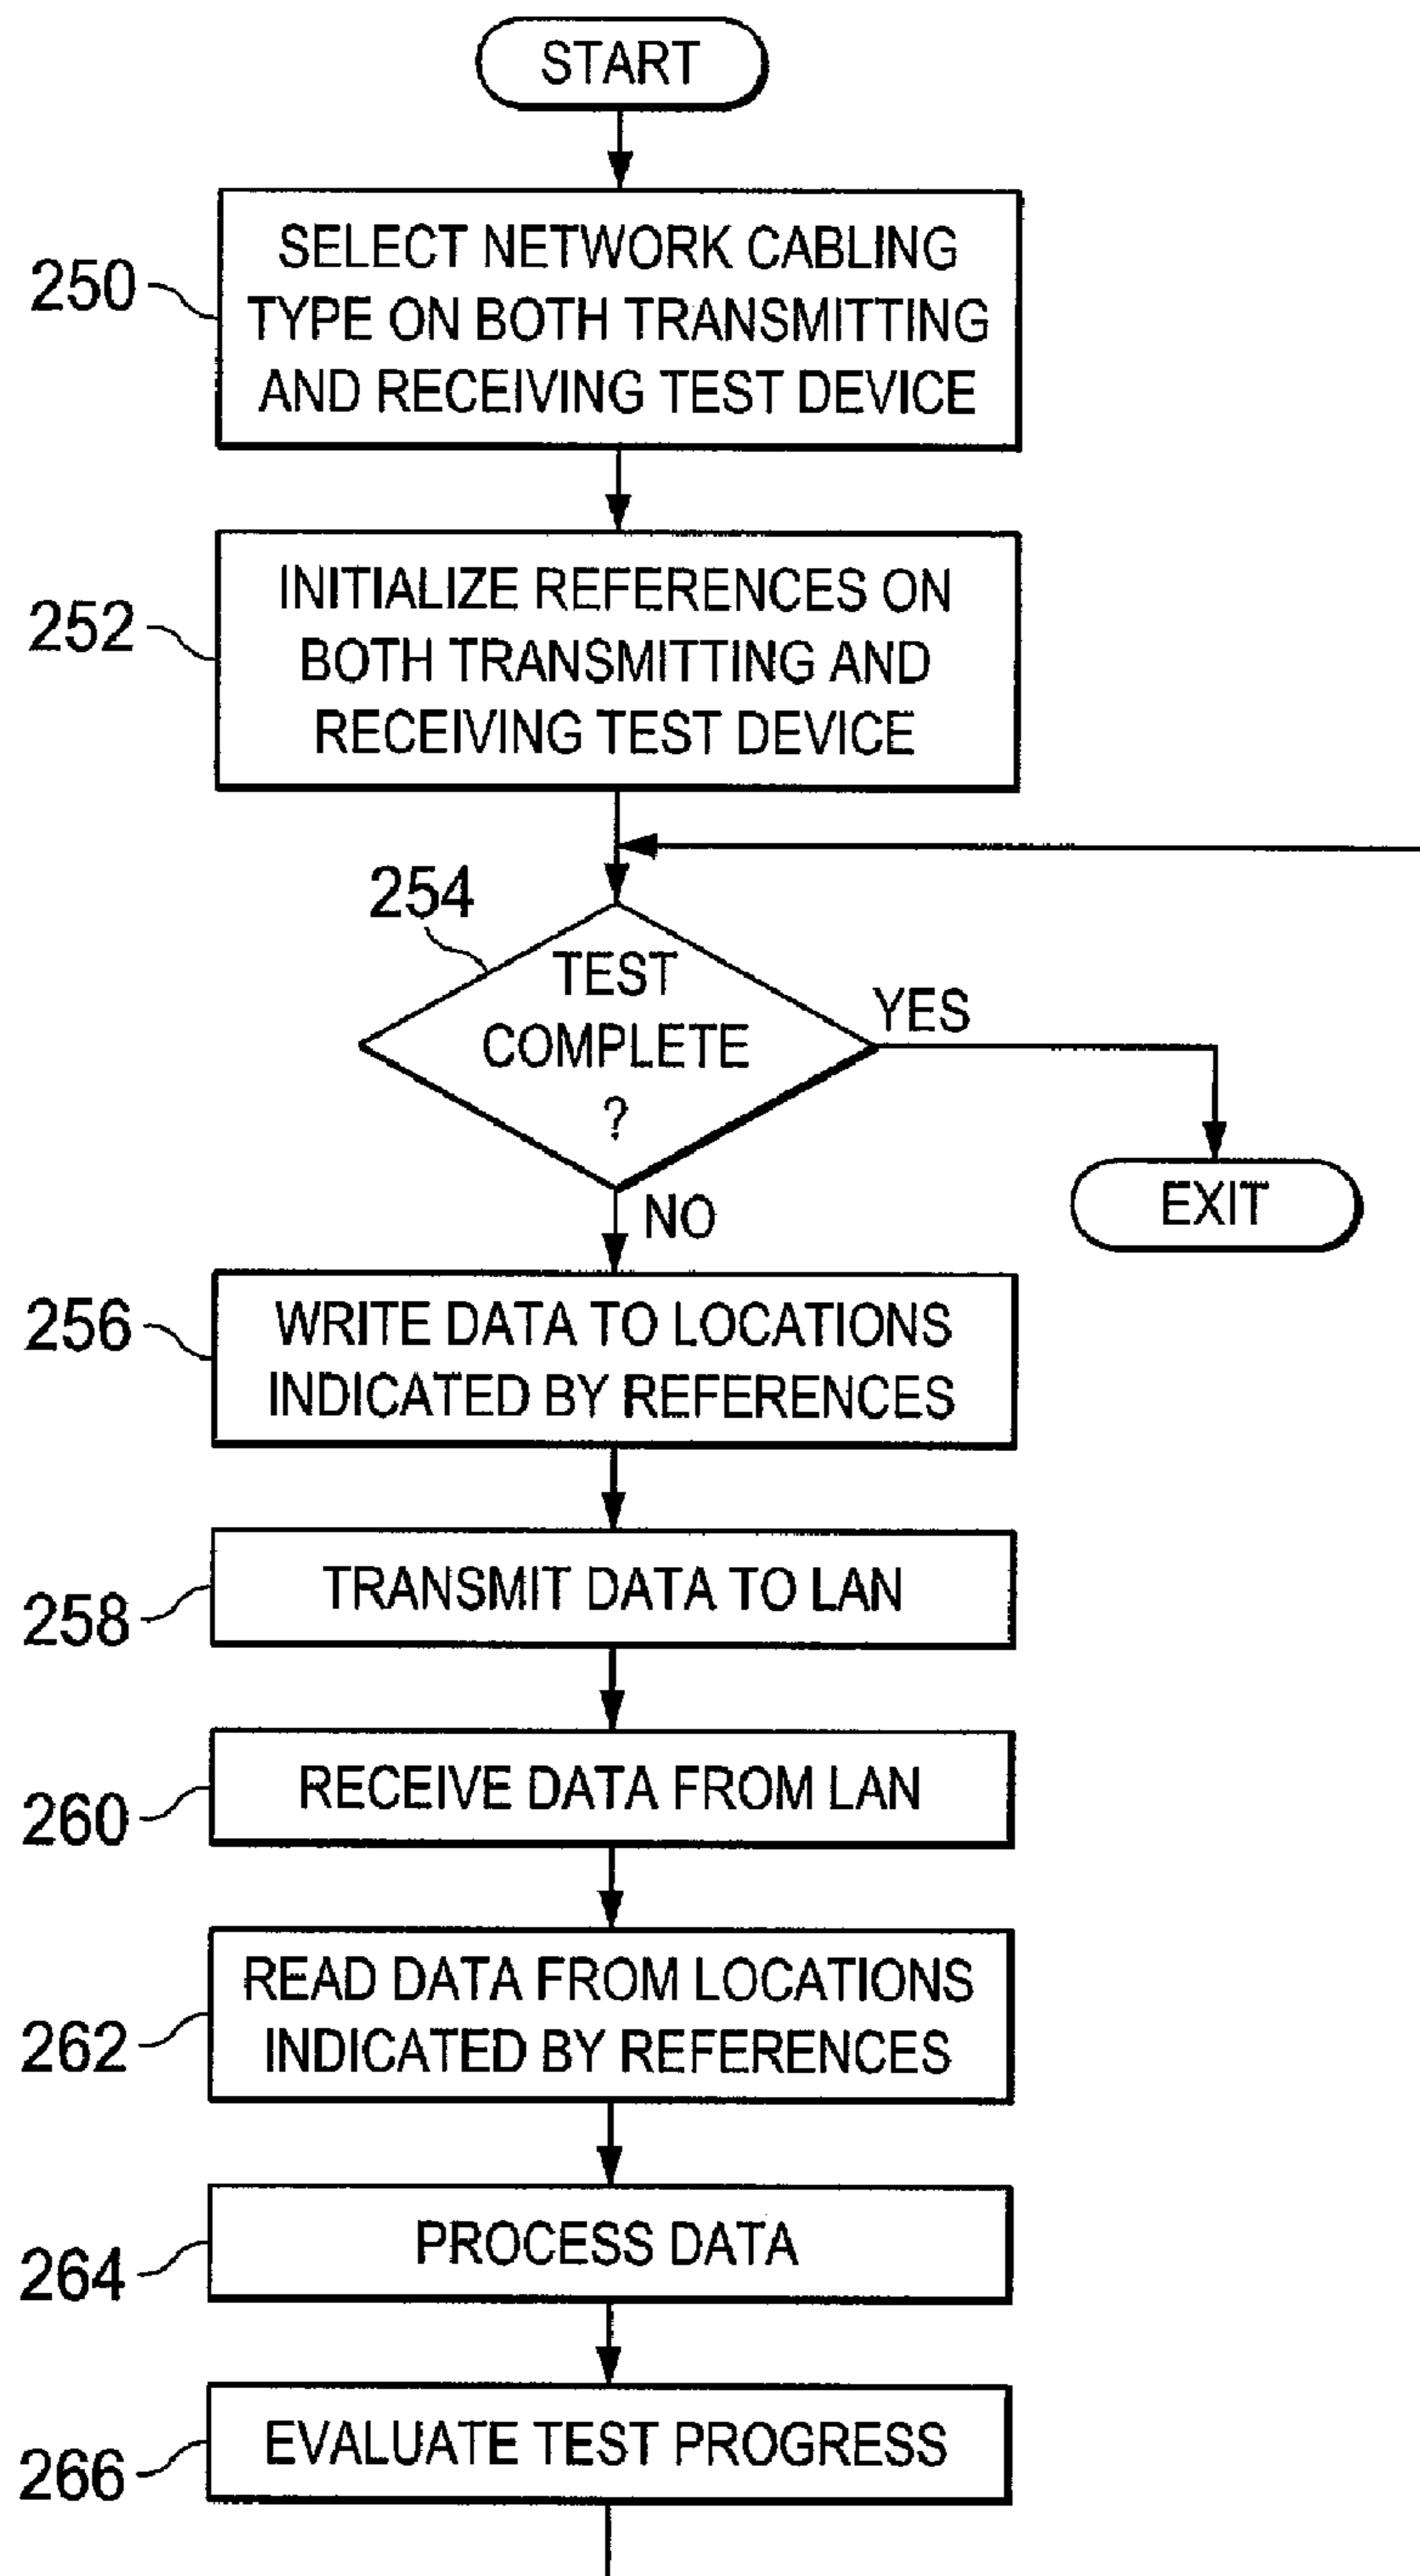 START
250
SELECT NETWORK CABLING
TYPE ON BOTH TRANSMITTING
AND RECEIVING TEST DEVICE
252
INITIALIZE REFERENCES ON
BOTH TRANSMITTING AND
RECEIVING TEST DEVICE
254
TEST
COMPLETE
?
YES
EXIT
NO
256
WRITE DATA TO LOCATIONS
INDICATED BY REFERENCES
258
TRANSMIT DATA TO LAN
260
RECEIVE DATA FROM LAN
262
READ DATA FROM LOCATIONS
INDICATED BY REFERENCES
264
PROCESS DATA
266
EVALUATE TEST PROGRESS